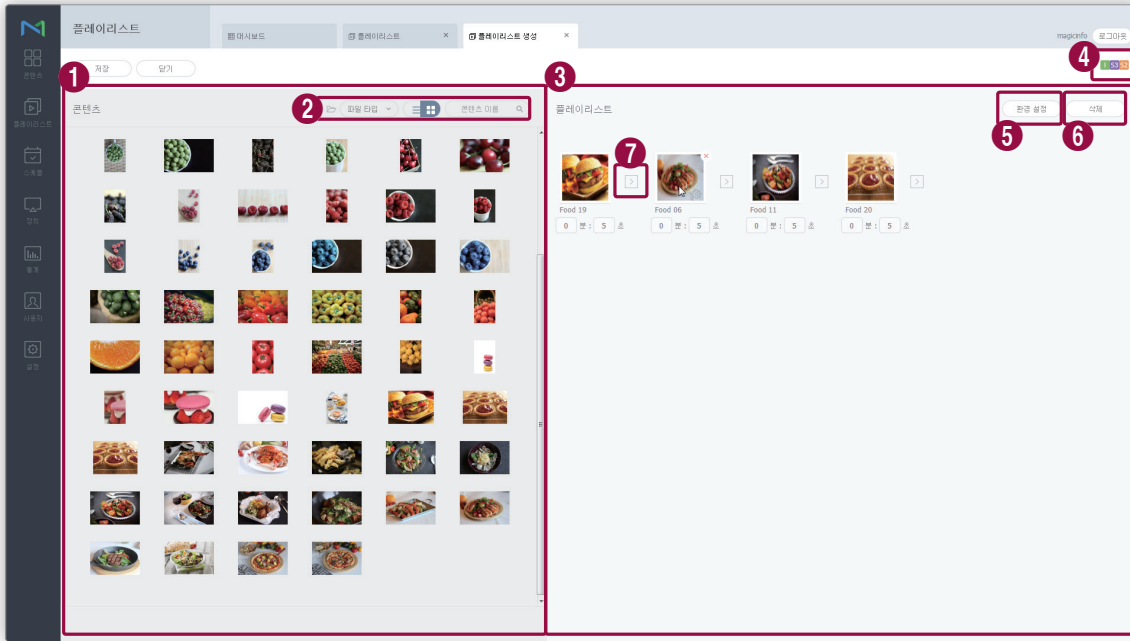 플레이리스트
대시보드
플레이리스트 ×
플레이리스트 생성 ×
magicinfo 로그아웃
콘텐츠
플레이리스트
스케줄
장치
통계
사용자
설정
저장 닫기
1
3
4
I S3 S2
콘텐츠
2
파일 타입
콘텐츠 이름
플레이리스트
환경 설정 삭제
5
6
7
Food 19 Food 06 Food 11 Food 20
0 분 : 5 초 0 분 : 5 초 0 분 : 5 초 0 분 : 5 초